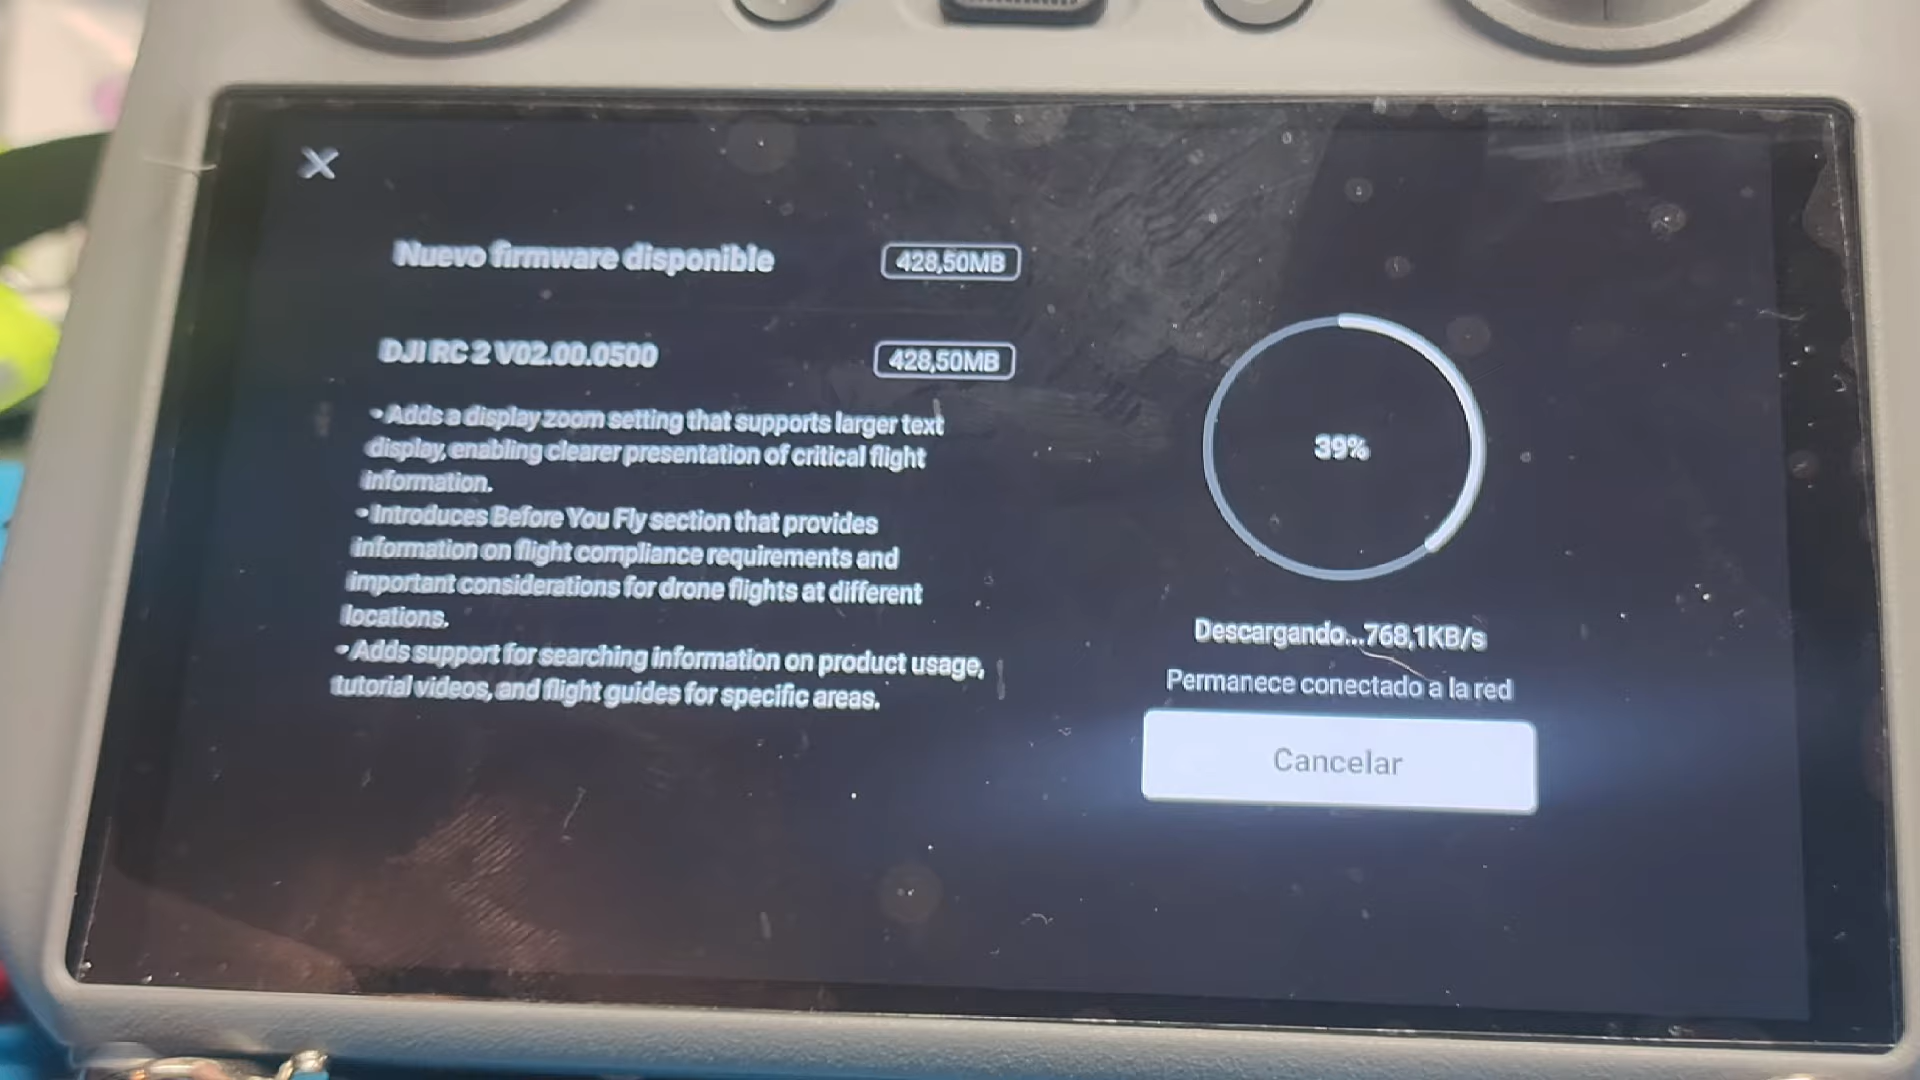 Nuevo firmware disponible 428,50MB
DJI RC 2 V02.00.0500 428,50MB
• Adds a display zoom setting that supports larger text
display, enabling clearer presentation of critical flight
information.
• Introduces Before You Fly section that provides
information on flight compliance requirements and
important considerations for drone flights at different
locations.
• Adds support for searching information on product usage,
tutorial videos, and flight guides for specific areas.
39%
Descargando...768,1KB/s
Permanece conectado a la red
Cancelar